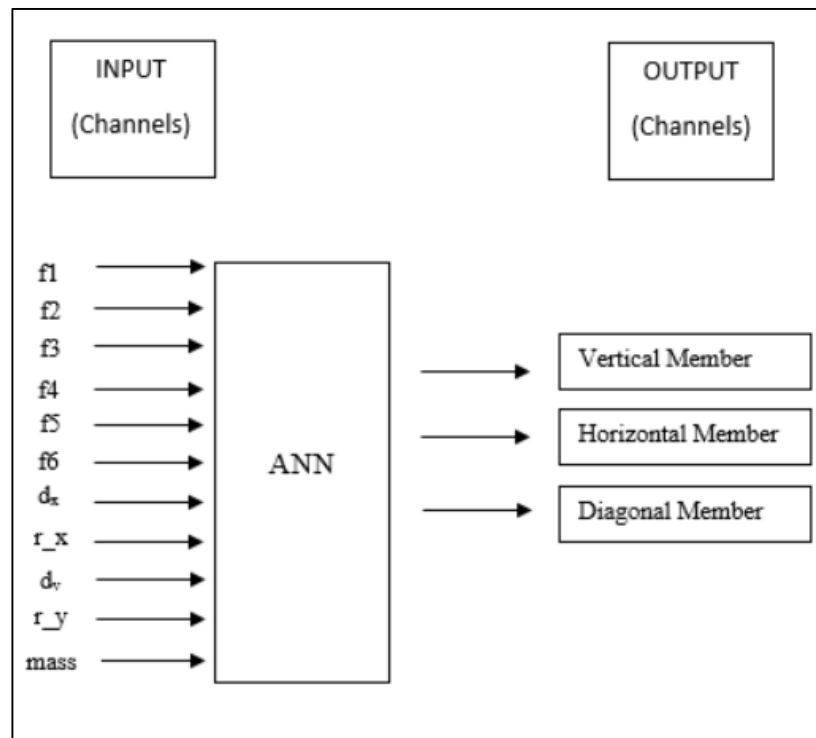 INPUT
(Channels)
OUTPUT
(Channels)
f1
f2
f3
f4
f5
f6
dₓ
r_x
dᵥ
r_y
mass
ANN
Vertical Member
Horizontal Member
Diagonal Member